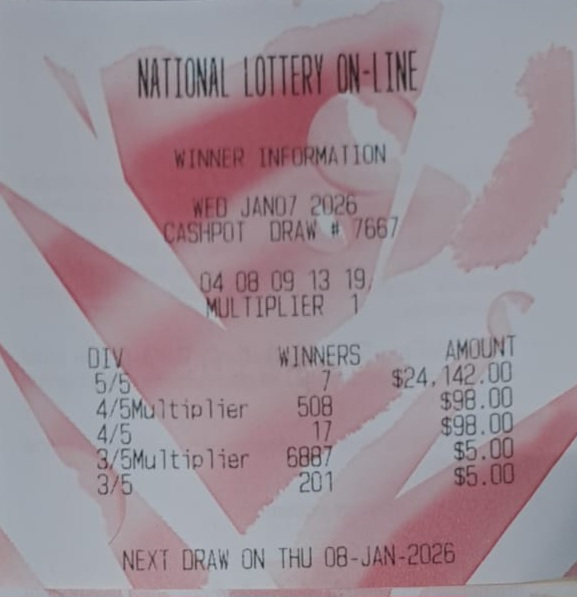 NATIONAL LOTTERY ON-LINE
WINNER INFORMATION
WED JAN07 2026
CASHPOT DRAW # 7667
04 08 09 13 19
MULTIPLIER 1
DIV WINNERS AMOUNT
5/5 7 $24,142.00
4/5Multiplier 508 $98.00
4/5 17 $98.00
3/5Multiplier 6887 $5.00
3/5 201 $5.00
NEXT DRAW ON THU 08-JAN-2026